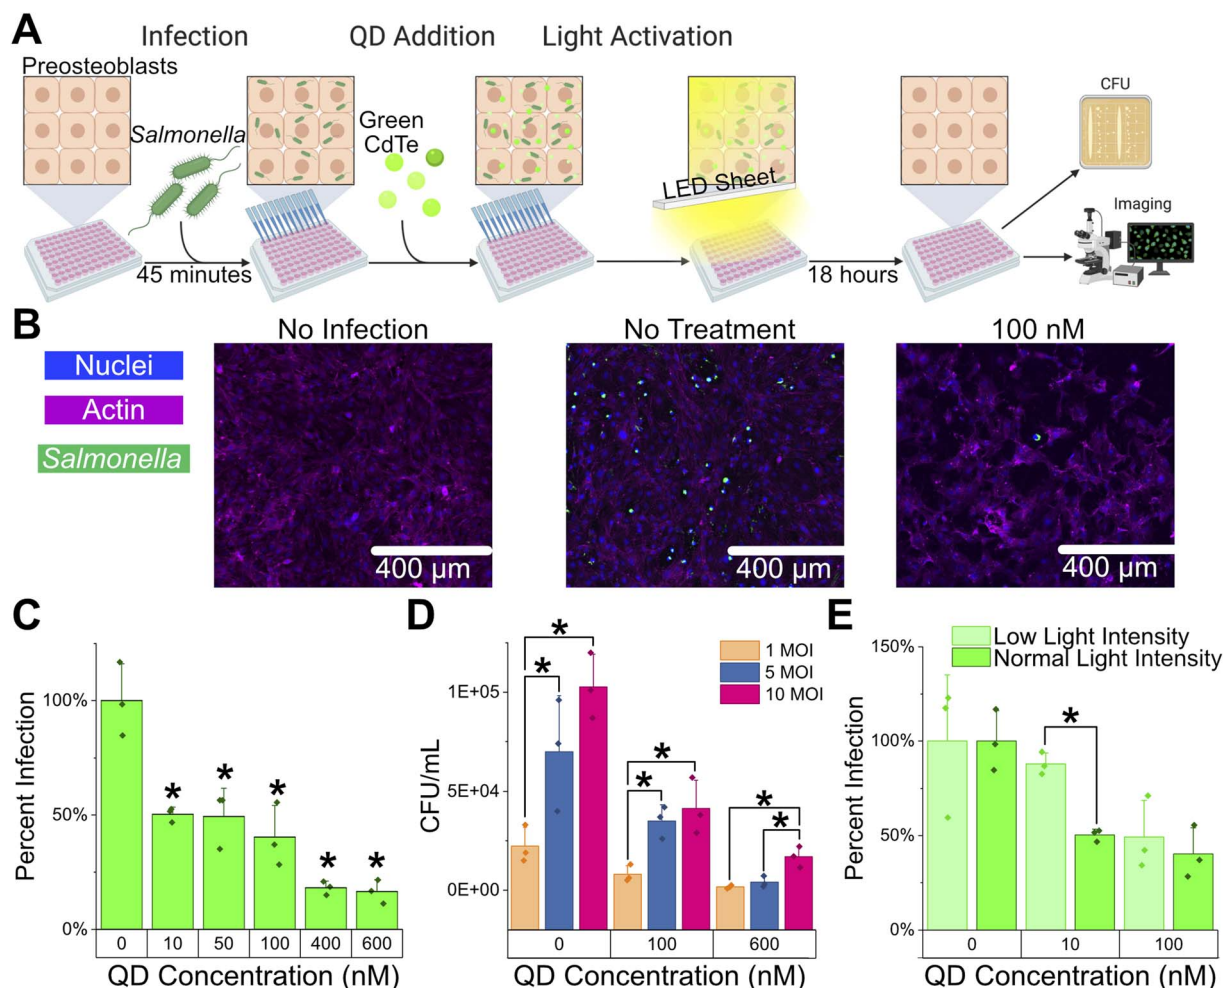 A
Infection
QD Addition
Light Activation
Preosteoblasts
Salmonella
Green
CdTe
LED Sheet
CFU
Imaging
45 minutes
18 hours
B
No Infection
No Treatment
100 nM
Nuclei
Actin
Salmonella
400 µm
400 µm
400 µm
C
Percent Infection
100%
50%
0%
0 10 50 100 400 600
QD Concentration (nM)
D
CFU/mL
1E+05
5E+04
0E+00
* * * * * *
1 MOI
5 MOI
10 MOI
0 100 600
QD Concentration (nM)
E
Low Light Intensity
Normal Light Intensity
Percent Infection
150%
100%
50%
0%
*
0 10 100
QD Concentration (nM)